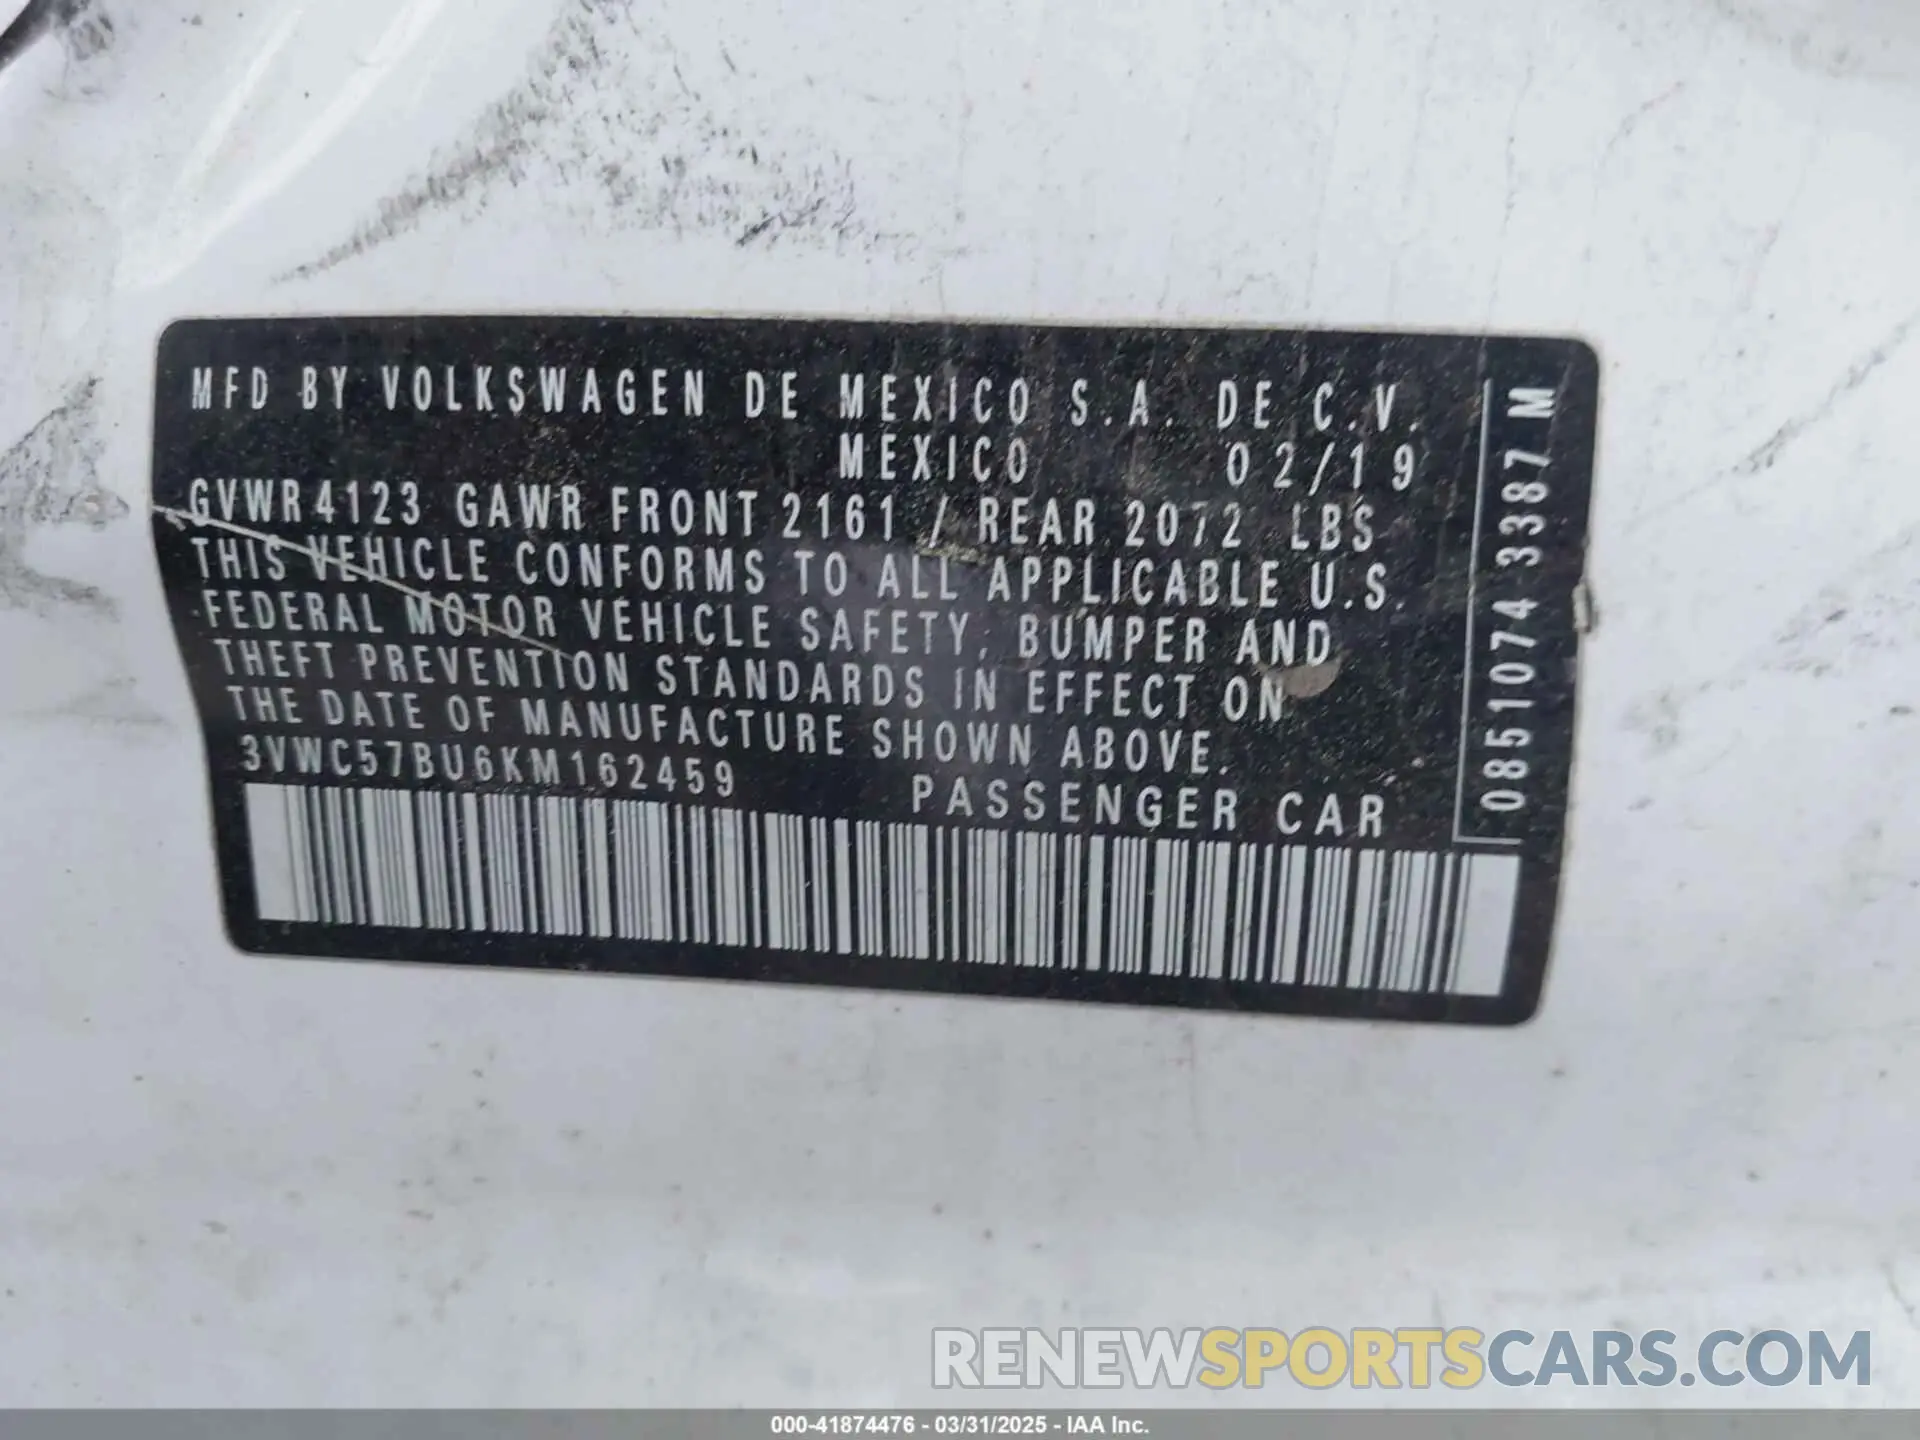 MFD BY VOLKSWAGEN DE MEXICO S.A. DE C.V.
MEXICO 02/19
GVWR 4123 GAWR FRONT 2161 / REAR 2072 LBS
THIS VEHICLE CONFORMS TO ALL APPLICABLE U.S.
FEDERAL MOTOR VEHICLE SAFETY, BUMPER AND
THEFT PREVENTION STANDARDS IN EFFECT ON
THE DATE OF MANUFACTURE SHOWN ABOVE.
3VWC57BU6KM162459 PASSENGER CAR
0851074 3387 M
RENEWSPORTSCARS.COM
000-41874476 - 03/31/2025 - IAA Inc.